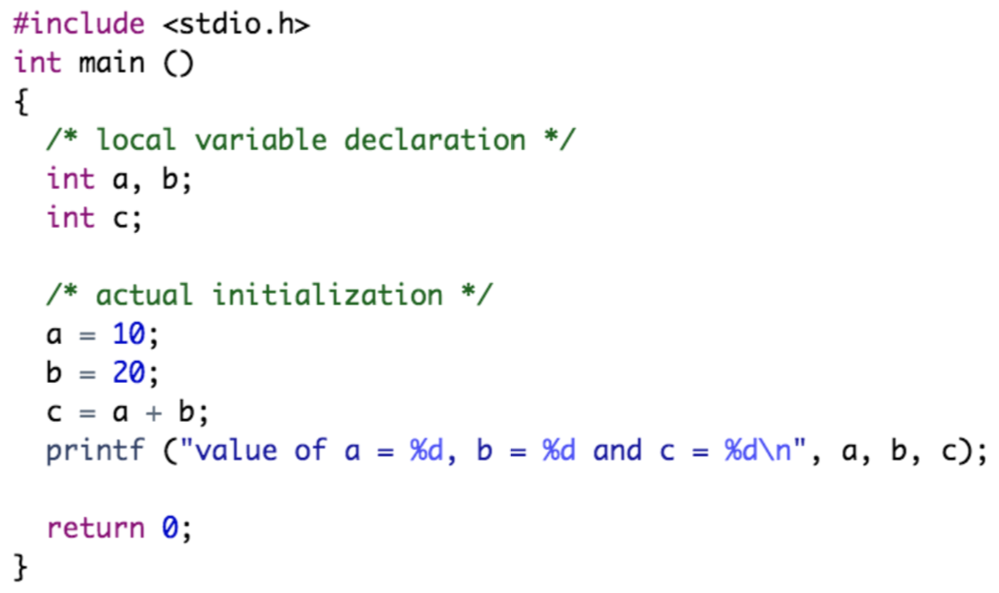 #include <stdio.h>
int main ()
{
  /* local variable declaration */
  int a, b;
  int c;

  /* actual initialization */
  a = 10;
  b = 20;
  c = a + b;
  printf ("value of a = %d, b = %d and c = %d\n", a, b, c);

  return 0;
}